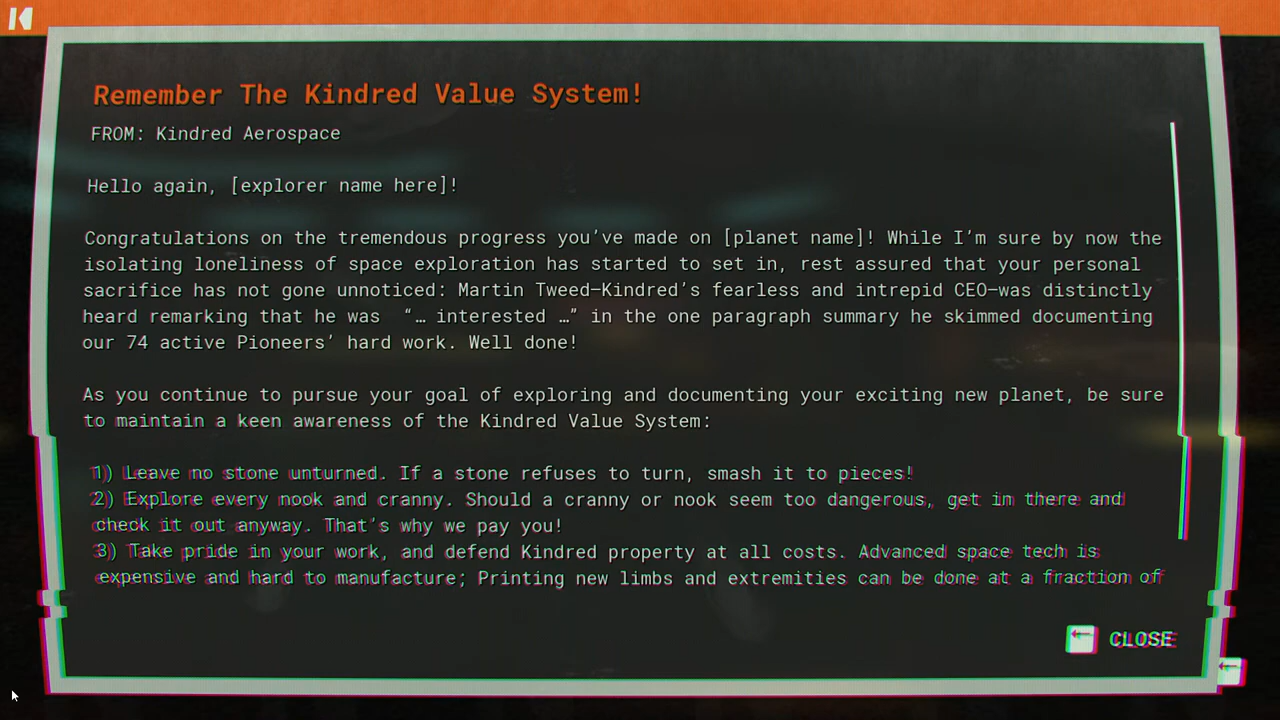 Remember The Kindred Value System!
FROM: Kindred Aerospace
Hello again, [explorer name here]!
Congratulations on the tremendous progress you've made on [planet name]! While I'm sure by now the
isolating loneliness of space exploration has started to set in, rest assured that your personal
sacrifice has not gone unnoticed: Martin Tweed—Kindred's fearless and intrepid CEO—was distinctly
heard remarking that he was  “… interested …” in the one paragraph summary he skimmed documenting
our 74 active Pioneers’ hard work. Well done!
As you continue to pursue your goal of exploring and documenting your exciting new planet, be sure
to maintain a keen awareness of the Kindred Value System:
1) Leave no stone unturned. If a stone refuses to turn, smash it to pieces!
2) Explore every nook and cranny. Should a cranny or nook seem too dangerous, get in there and
check it out anyway. That's why we pay you!
3) Take pride in your work, and defend Kindred property at all costs. Advanced space tech is
expensive and hard to manufacture; Printing new limbs and extremities can be done at a fraction of
CLOSE